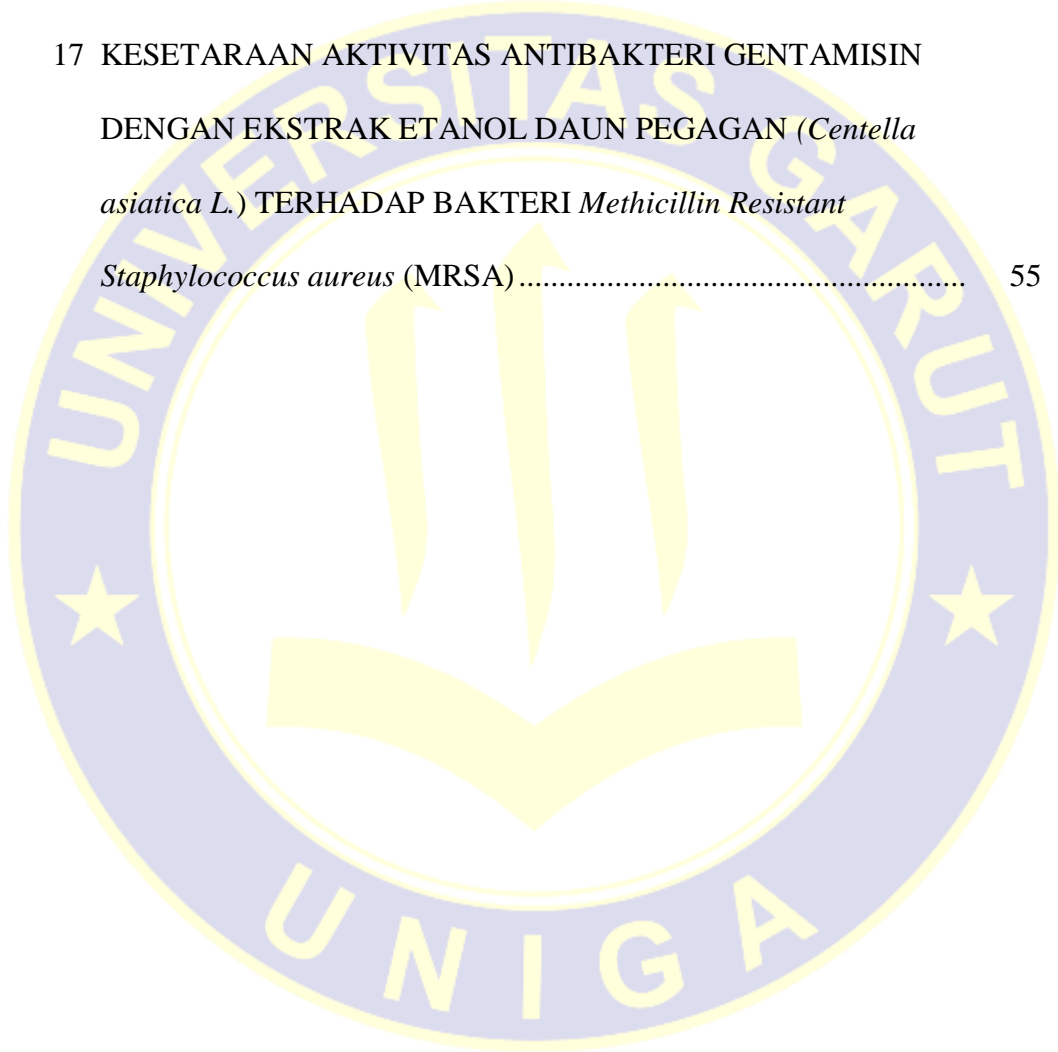 17 KESETARAAN AKTIVITAS ANTIBAKTERI GENTAMISIN
DENGAN EKSTRAK ETANOL DAUN PEGAGAN (Centella
asiatica L.) TERHADAP BAKTERI Methicillin Resistant
Staphylococcus aureus (MRSA) ....................................................... 55
UNIVERSITAS GARUT
UNIGA